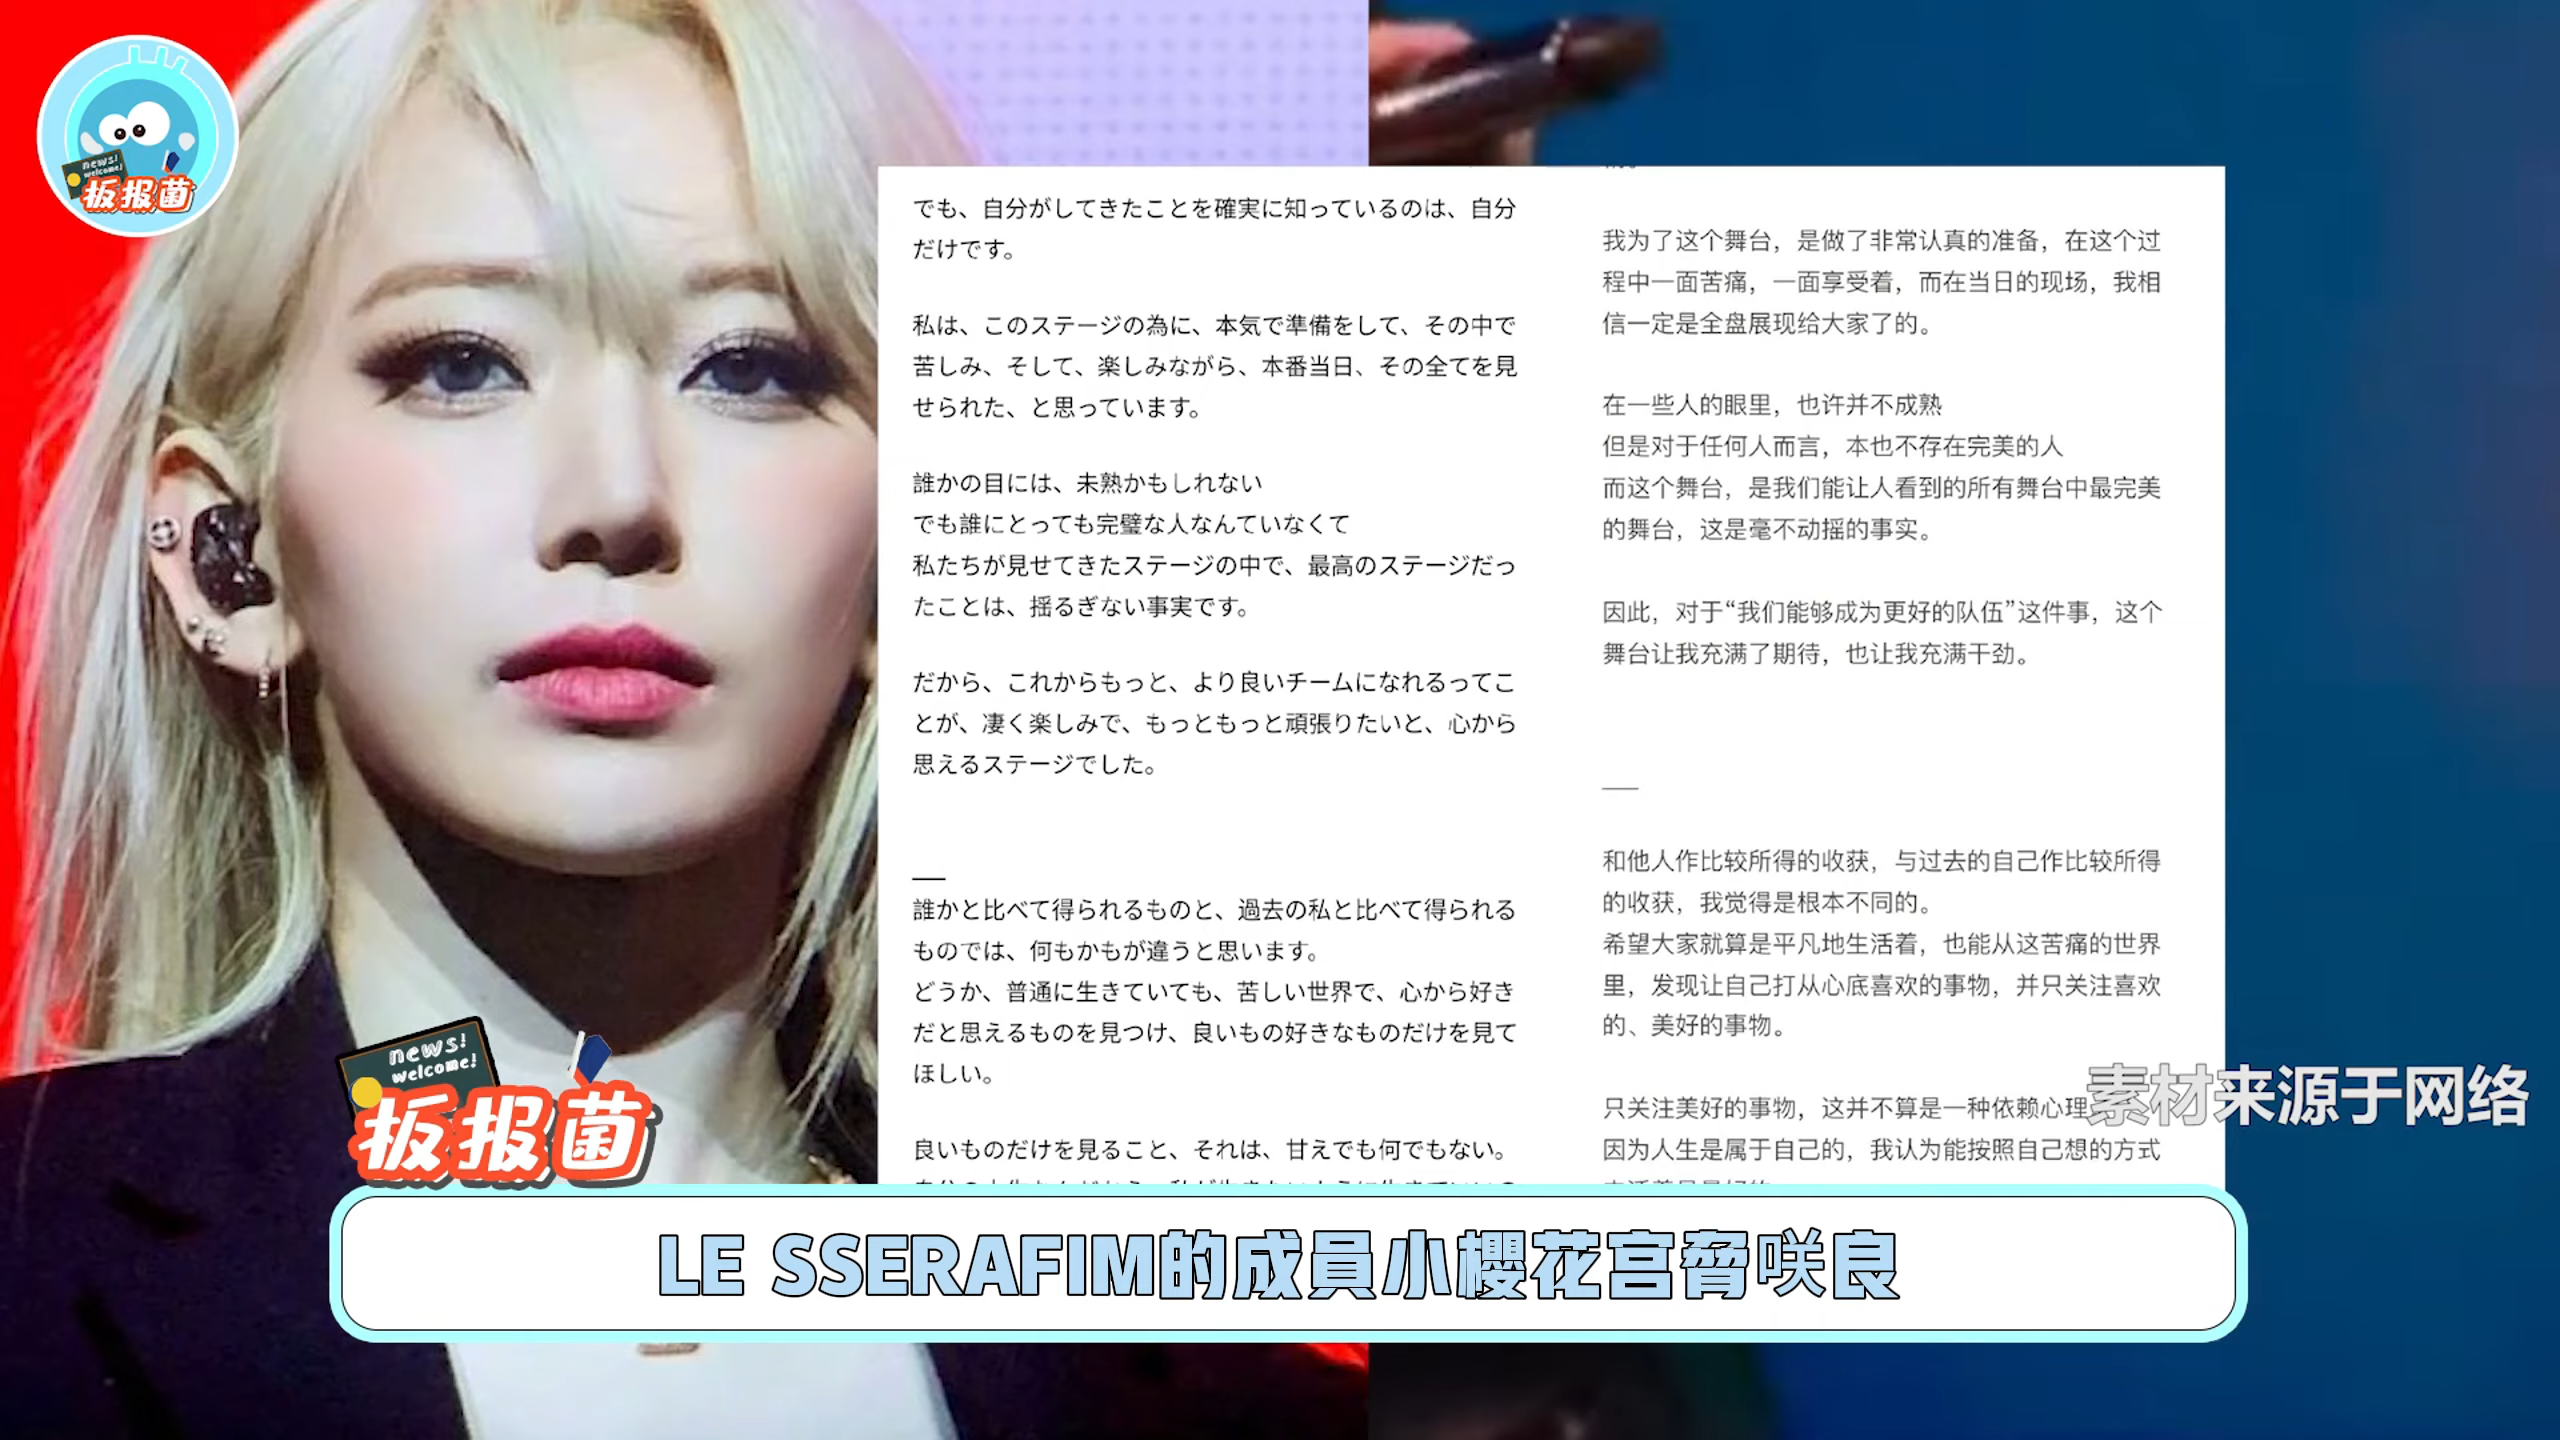 news!
welcome!
板报菌
でも、自分がしてきたことを確実に知っているのは、自分
だけです。
私は、このステージの為に、本気で準備をして、その中で
苦しみ、そして、楽しみながら、本番当日、その全てを見
せられた、と思っています。
誰かの目には、未熟かもしれない
でも誰にとっても完璧な人なんていなくて
私たちが見せてきたステージの中で、最高のステージだっ
たことは、揺るぎない事実です。
だから、これからもっと、より良いチームになれるってこ
とが、凄く楽しみで、もっともっと頑張りたいと、心から
思えるステージでした。
誰かと比べて得られるものと、過去の私と比べて得られる
ものでは、何もかもが違うと思います。
どうか、普通に生きていても、苦しい世界で、心から好き
だと思えるものを見つけ、良いもの好きなものだけを見て
ほしい。
良いものだけを見ること、それは、甘えでも何でもない。
我为了这个舞台，是做了非常认真的准备，在这个过
程中一面苦痛，一面享受着，而在当日的现场，我相
信一定是全盘展现给大家了的。
在一些人的眼里，也许并不成熟
但是对于任何人而言，本也不存在完美的人
而这个舞台，是我们能让人看到的所有舞台中最完美
的舞台，这是毫不动摇的事实。
因此，对于“我们能够成为更好的队伍”这件事，这个
舞台让我充满了期待，也让我充满干劲。
和他人作比较所得的收获，与过去的自己作比较所得
的收获，我觉得是根本不同的。
希望大家就算是平凡地生活着，也能从这苦痛的世界
里，发现让自己打从心底喜欢的事物，并只关注喜欢
的、美好的事物。
只关注美好的事物，这并不算是一种依赖心理
因为人生是属于自己的，我认为能按照自己想的方式
素材来源于网络
news!
welcome!
板报菌
LE SSERAFIM的成員小櫻花宫脅咲良